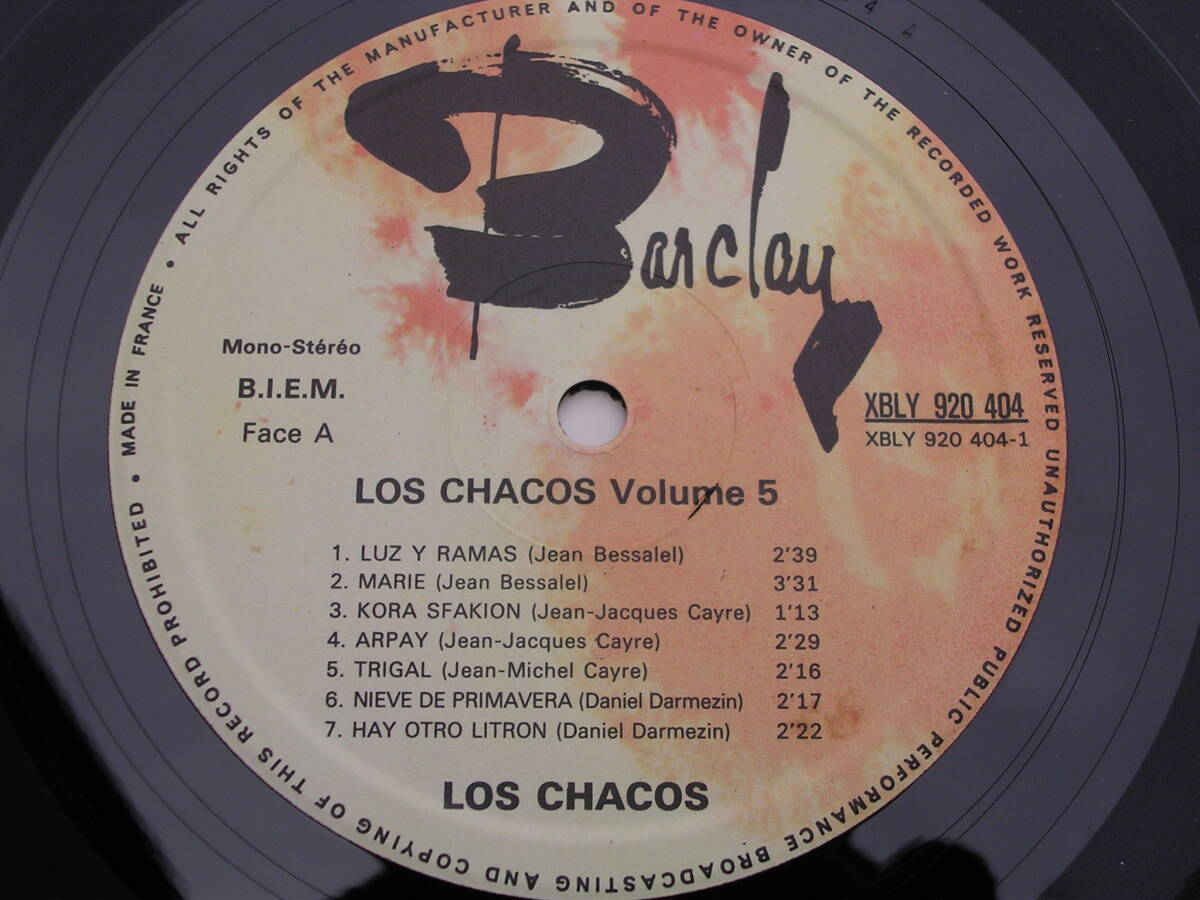 MADE IN FRANCE • ALL RIGHTS OF THE MANUFACTURER AND OF THE OWNER OF THE RECORDED WORK RESERVED UNAUTHORIZED PUBLIC PERFORMANCE BROADCASTING AND COPYING OF THIS RECORD PROHIBITED •
4 A
Barclay
Mono-Stéréo
B.I.E.M.
Face A
XBLY 920 404
XBLY 920 404-1
LOS CHACOS Volume 5
1. LUZ Y RAMAS (Jean Bessalel) 2'39
2. MARIE (Jean Bessalel) 3'31
3. KORA SFAKION (Jean-Jacques Cayre) 1'13
4. ARPAY (Jean-Jacques Cayre) 2'29
5. TRIGAL (Jean-Michel Cayre) 2'16
6. NIEVE DE PRIMAVERA (Daniel Darmezin) 2'17
7. HAY OTRO LITRON (Daniel Darmezin) 2'22
LOS CHACOS